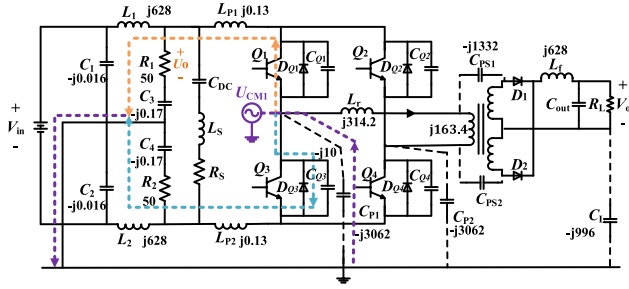 L1 j628
LP1 j0.13
C1
-j0.016
R1
50
+
Uo
-
CDC
C3
-j0.17
C4
-j0.17
R2
50
LS
RS
+
Vin
-
C2
-j0.016
L2 j628
LP2 j0.13
Q1
DQ1
CQ1
Q2
DQ2
CQ2
UCM1
Lr
j314.2
-j10
Q3
DQ3
CQ3
Q4
DQ4
CQ4
CP1
-j3062
CP2
-j3062
-j1332
CPS1
j163.4
D1
D2
CPS2
j628
Lf
Cout
RL
+
Vo
-
C1
-j996